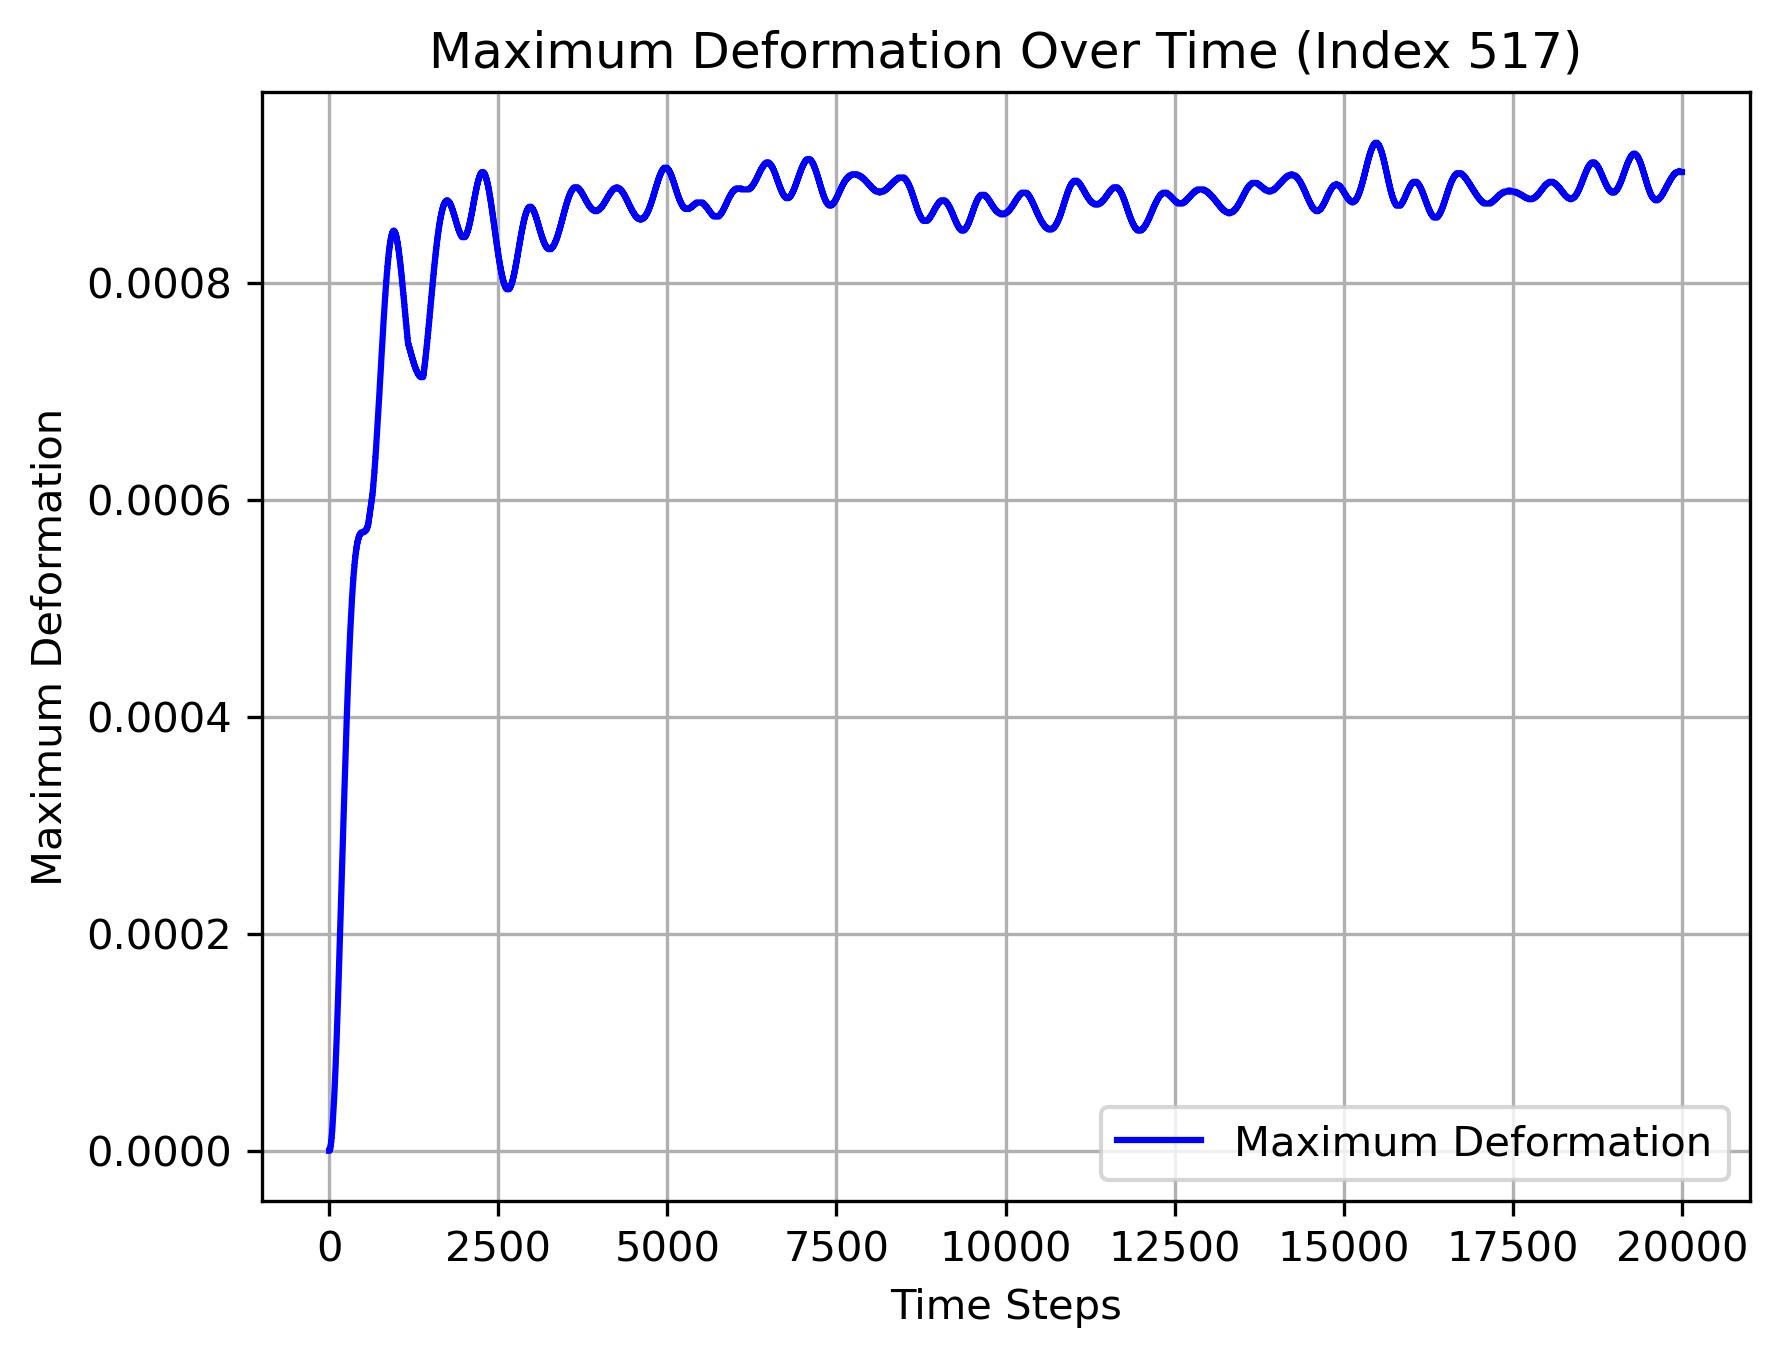 Maximum Deformation Over Time (Index 517)
Maximum Deformation
0.0008
0.0006
0.0004
0.0002
0.0000
Maximum Deformation
0 2500 5000 7500 10000 12500 15000 17500 20000
Time Steps